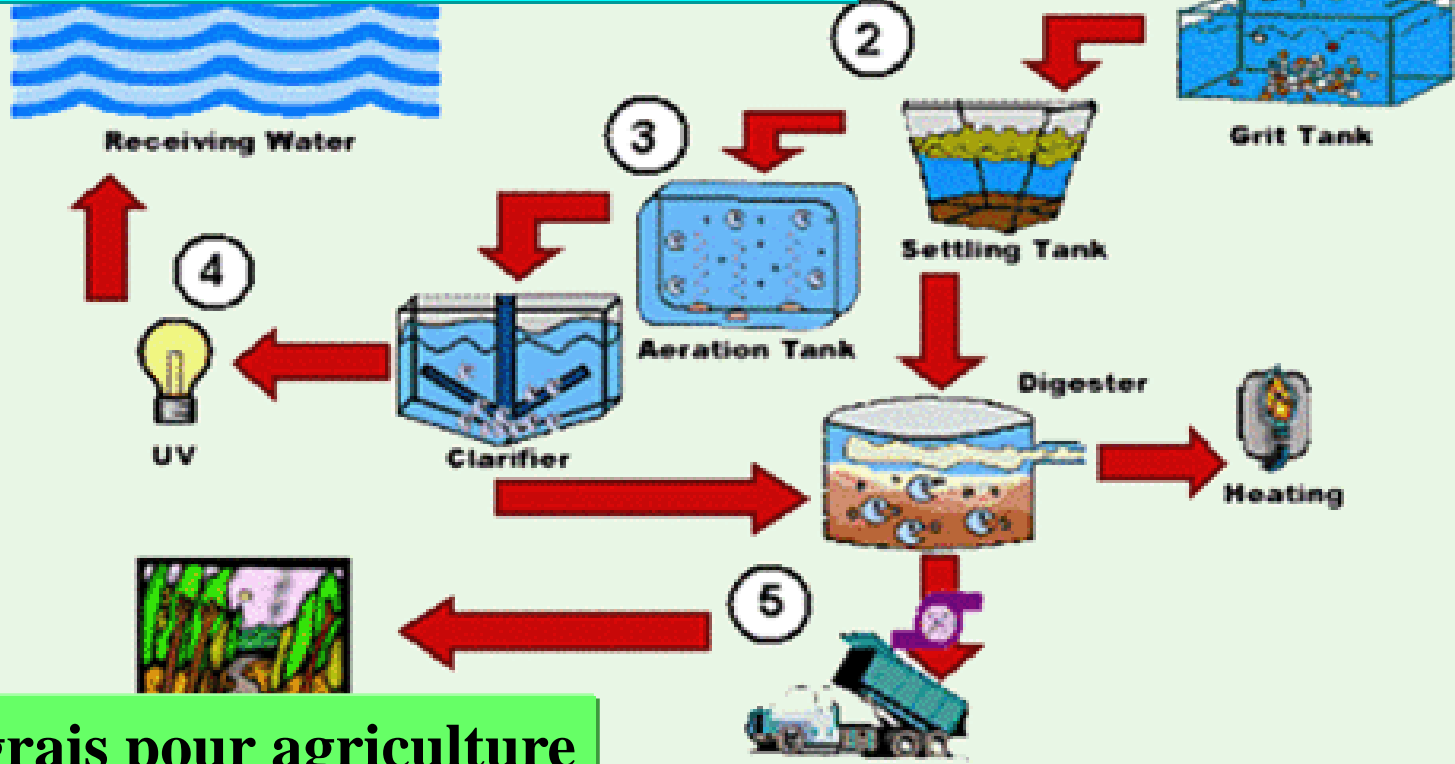 2
3
Receiving Water
Grit Tank
Settling Tank
4
Aeration Tank
Digester
UV
Clarifier
Heating
5
grais pour agriculture